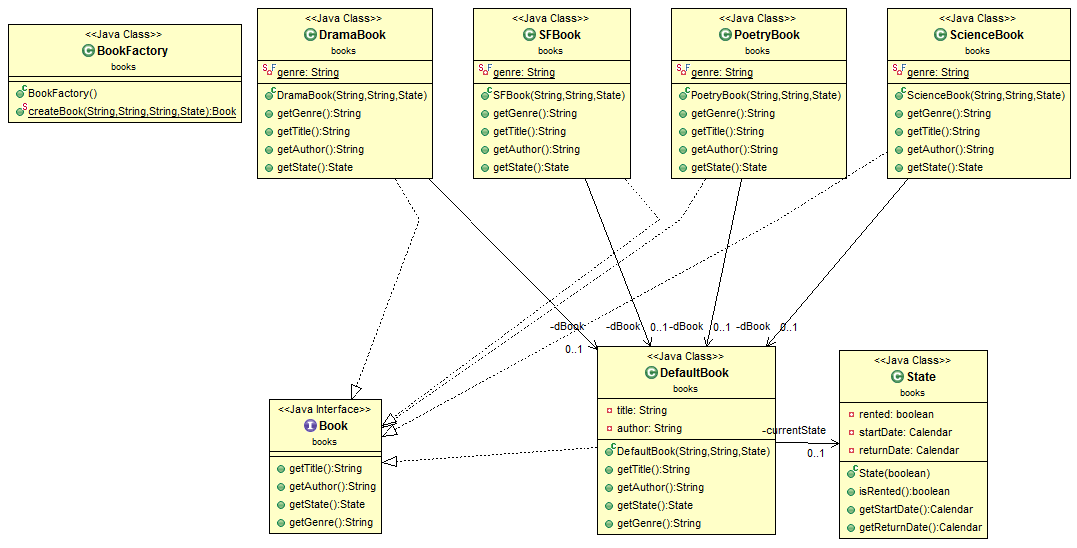 <<Java Class>>
BookFactory
books
BookFactory()
createBook(String,String,String,State):Book
<<Java Class>>
DramaBook
books
genre: String
DramaBook(String,String,State)
getGenre():String
getTitle():String
getAuthor():String
getState():State
<<Java Class>>
SFBook
books
genre: String
SFBook(String,String,State)
getGenre():String
getTitle():String
getAuthor():String
getState():State
<<Java Class>>
PoetryBook
books
genre: String
PoetryBook(String,String,State)
getGenre():String
getTitle():String
getAuthor():String
getState():State
<<Java Class>>
ScienceBook
books
genre: String
ScienceBook(String,String,State)
getGenre():String
getTitle():String
getAuthor():String
getState():State
-dBook
0..1
-dBook
0..1
-dBook
0..1
-dBook
0..1
<<Java Interface>>
Book
books
getTitle():String
getAuthor():String
getState():State
getGenre():String
<<Java Class>>
DefaultBook
books
title: String
author: String
DefaultBook(String,String,State)
getTitle():String
getAuthor():String
getState():State
getGenre():String
-currentState
0..1
<<Java Class>>
State
books
rented: boolean
startDate: Calendar
returnDate: Calendar
State(boolean)
isRented():boolean
getStartDate():Calendar
getReturnDate():Calendar